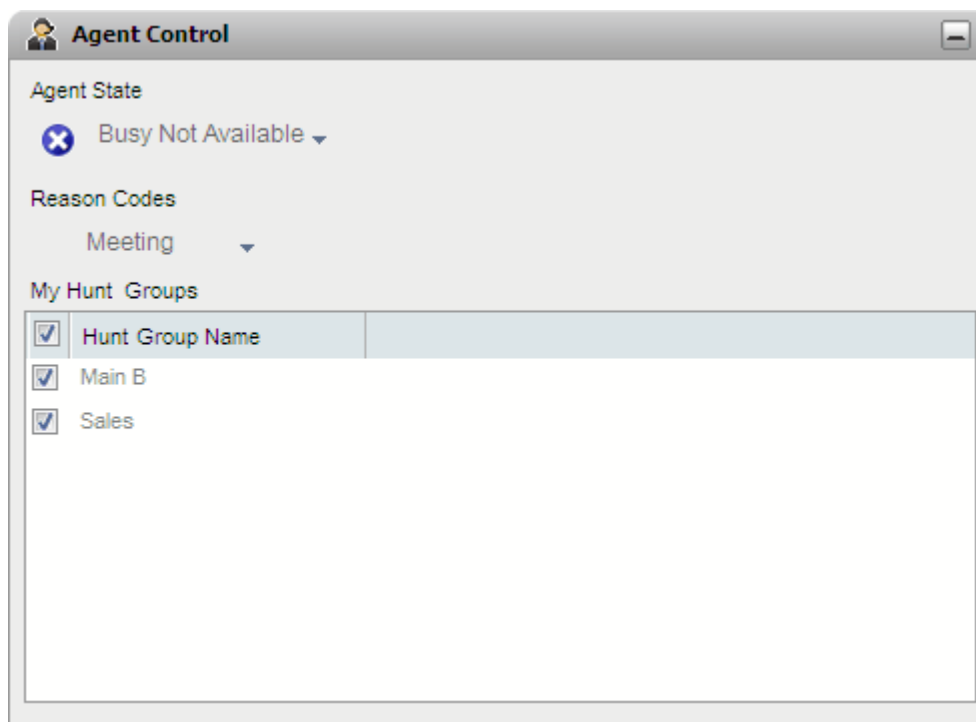 Agent Control
Agent State
Busy Not Available
Reason Codes
Meeting
My Hunt Groups
Hunt Group Name
Main B
Sales